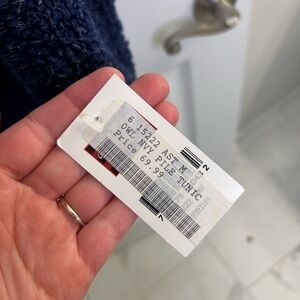 6 15222 AST M
OWL NVY PILE TUNIC
Price 69.99